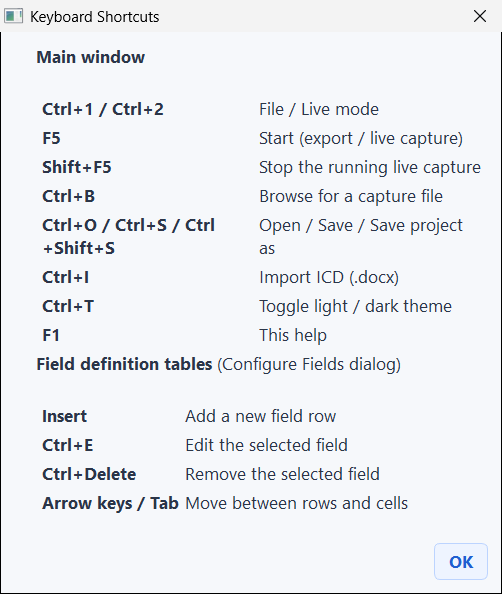 Keyboard Shortcuts
Main window
Ctrl+1 / Ctrl+2 File / Live mode
F5 Start (export / live capture)
Shift+F5 Stop the running live capture
Ctrl+B Browse for a capture file
Ctrl+O / Ctrl+S / Ctrl Open / Save / Save project
+Shift+S as
Ctrl+I Import ICD (.docx)
Ctrl+T Toggle light / dark theme
F1 This help
Field definition tables (Configure Fields dialog)
Insert Add a new field row
Ctrl+E Edit the selected field
Ctrl+Delete Remove the selected field
Arrow keys / Tab Move between rows and cells
OK